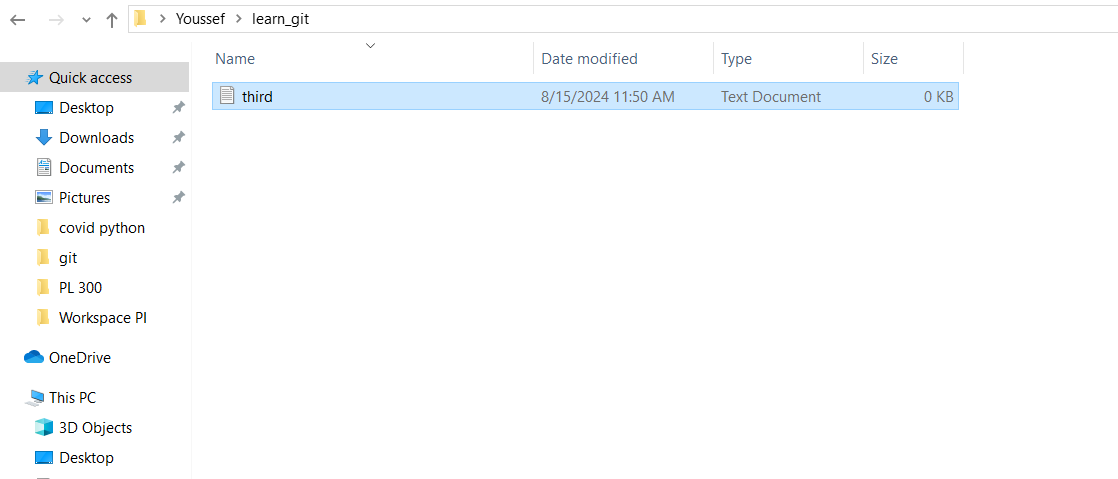 Youssef learn_git
Name Date modified Type Size
third 8/15/2024 11:50 AM Text Document 0 KB
Quick access
Desktop
Downloads
Documents
Pictures
covid python
git
PL 300
Workspace PI
OneDrive
This PC
3D Objects
Desktop